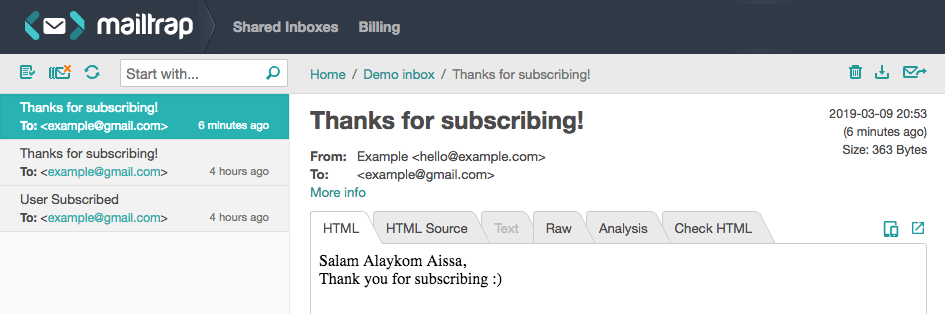 mailtrap
Shared Inboxes
Billing
Start with...
Home / Demo inbox / Thanks for subscribing!
Thanks for subscribing!
To: <example@gmail.com>
6 minutes ago
Thanks for subscribing!
To: <example@gmail.com>
4 hours ago
User Subscribed
To: <example@gmail.com>
4 hours ago
Thanks for subscribing!
2019-03-09 20:53
(6 minutes ago)
Size: 363 Bytes
From: Example <hello@example.com>
To: <example@gmail.com>
More info
HTML
HTML Source
Text
Raw
Analysis
Check HTML
Salam Alaykom Aissa,
Thank you for subscribing :)